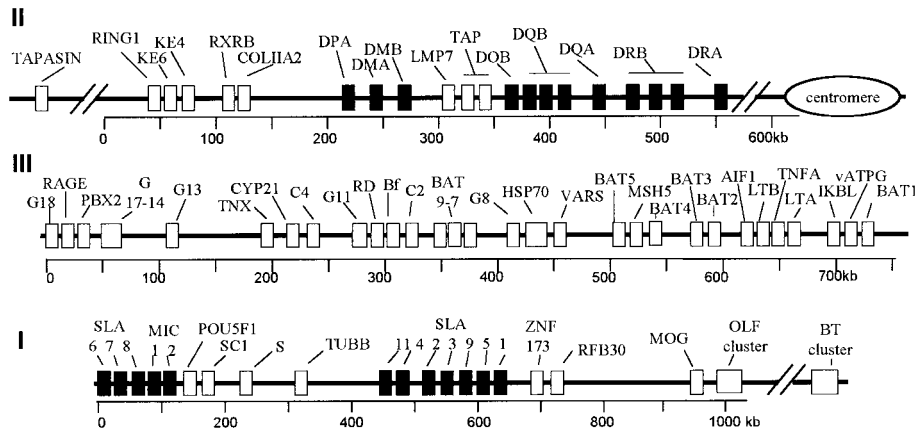 II
TAPASIN RING1 KE6 KE4 RXRB COLIIA2 DPA DMA DMB LMP7 TAP DOB DQB DQA DRB DRA
centromere
0 100 200 300 400 500 600kb
III
G18 RAGE PBX2 G 17-14 G13 TNX CYP21 C4 G11 RD Bf C2 BAT 9-7 G8 HSP70 VARS BAT5 MSH5 BAT4 BAT3 BAT2 AIF1 LTB TNFA LTA IKBL vATPG BAT1
0 100 200 300 400 500 600 700kb
I
SLA MIC POU5F1 SC1 S TUBB SLA ZNF 173 RFB30 MOG OLF cluster BT cluster
6 7 8 1 2 11 4 2 3 9 5 1
0 200 400 600 800 1000 kb